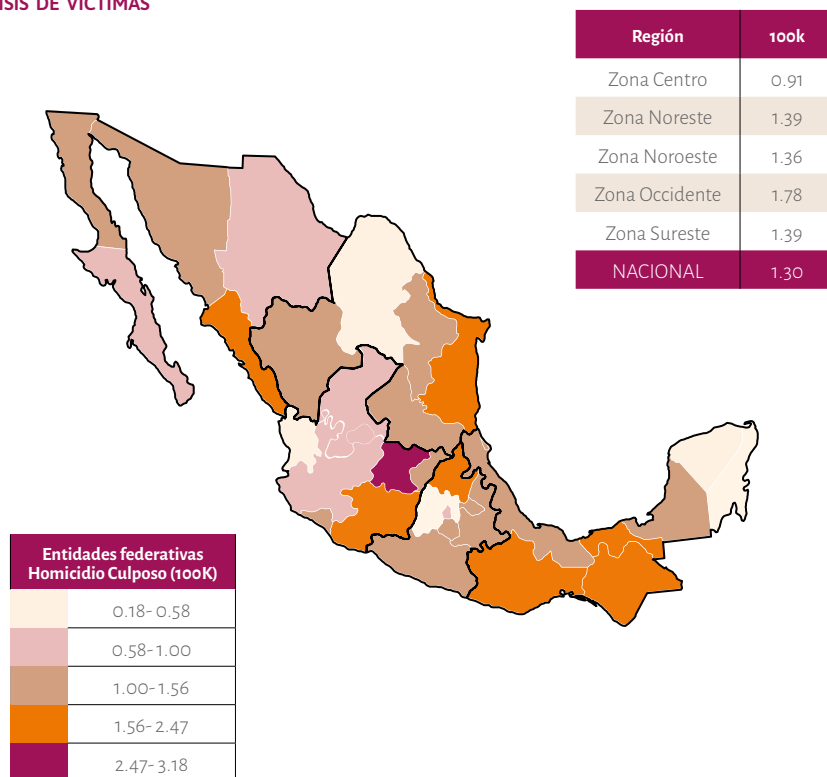 DE VÍCTIMAS
Región 100k
Zona Centro 0.91
Zona Noreste 1.39
Zona Noroeste 1.36
Zona Occidente 1.78
Zona Sureste 1.39
NACIONAL 1.30
Entidades federativas
Homicidio Culposo (100K)
0.18-0.58
0.58-1.00
1.00-1.56
1.56-2.47
2.47-3.18